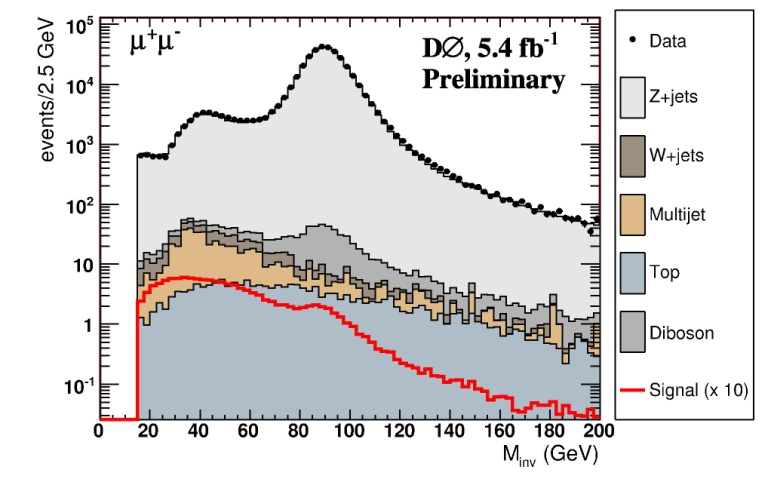 events/2.5 GeV
μ⁺μ⁻
DØ, 5.4 fb⁻¹
Preliminary
10⁵
10⁴
10³
10²
10
1
10⁻¹
0 20 40 60 80 100 120 140 160 180 200
M_inv (GeV)
Data
Z+jets
W+jets
Multijet
Top
Diboson
Signal (x 10)